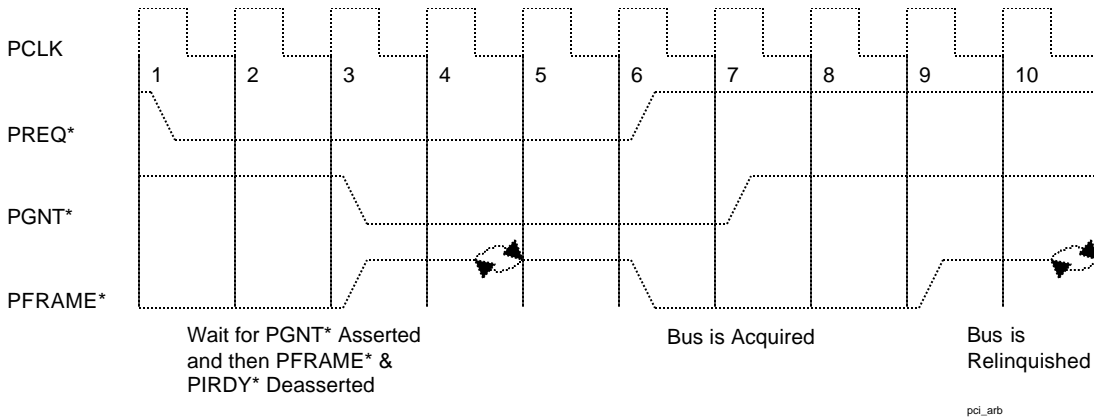 PCLK
1 2 3 4 5 6 7 8 9 10
PREQ*
PGNT*
PFRAME*
Wait for PGNT* Asserted
and then PFRAME* &
PIRDY* Deasserted
Bus is Acquired
Bus is
Relinquished
pci_arb